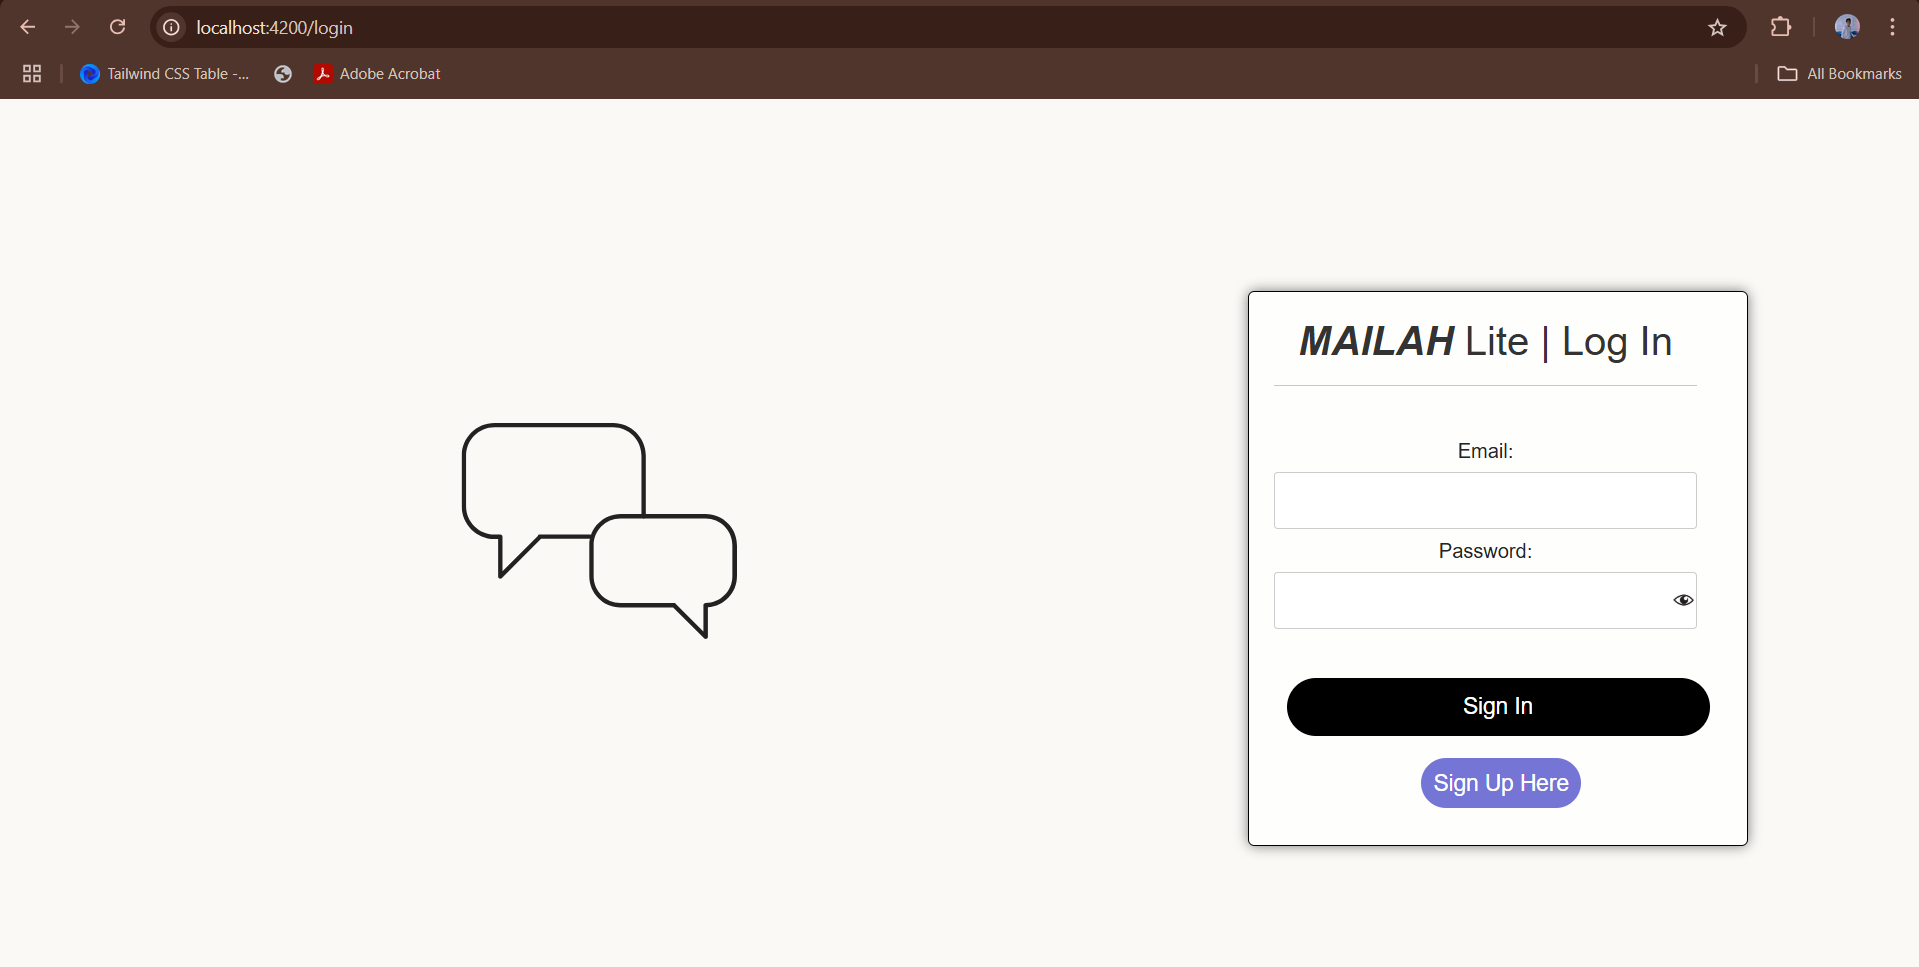 localhost:4200/login
Tailwind CSS Table -...
Adobe Acrobat
All Bookmarks
MAILAH Lite | Log In
Email:
Password:
Sign In
Sign Up Here